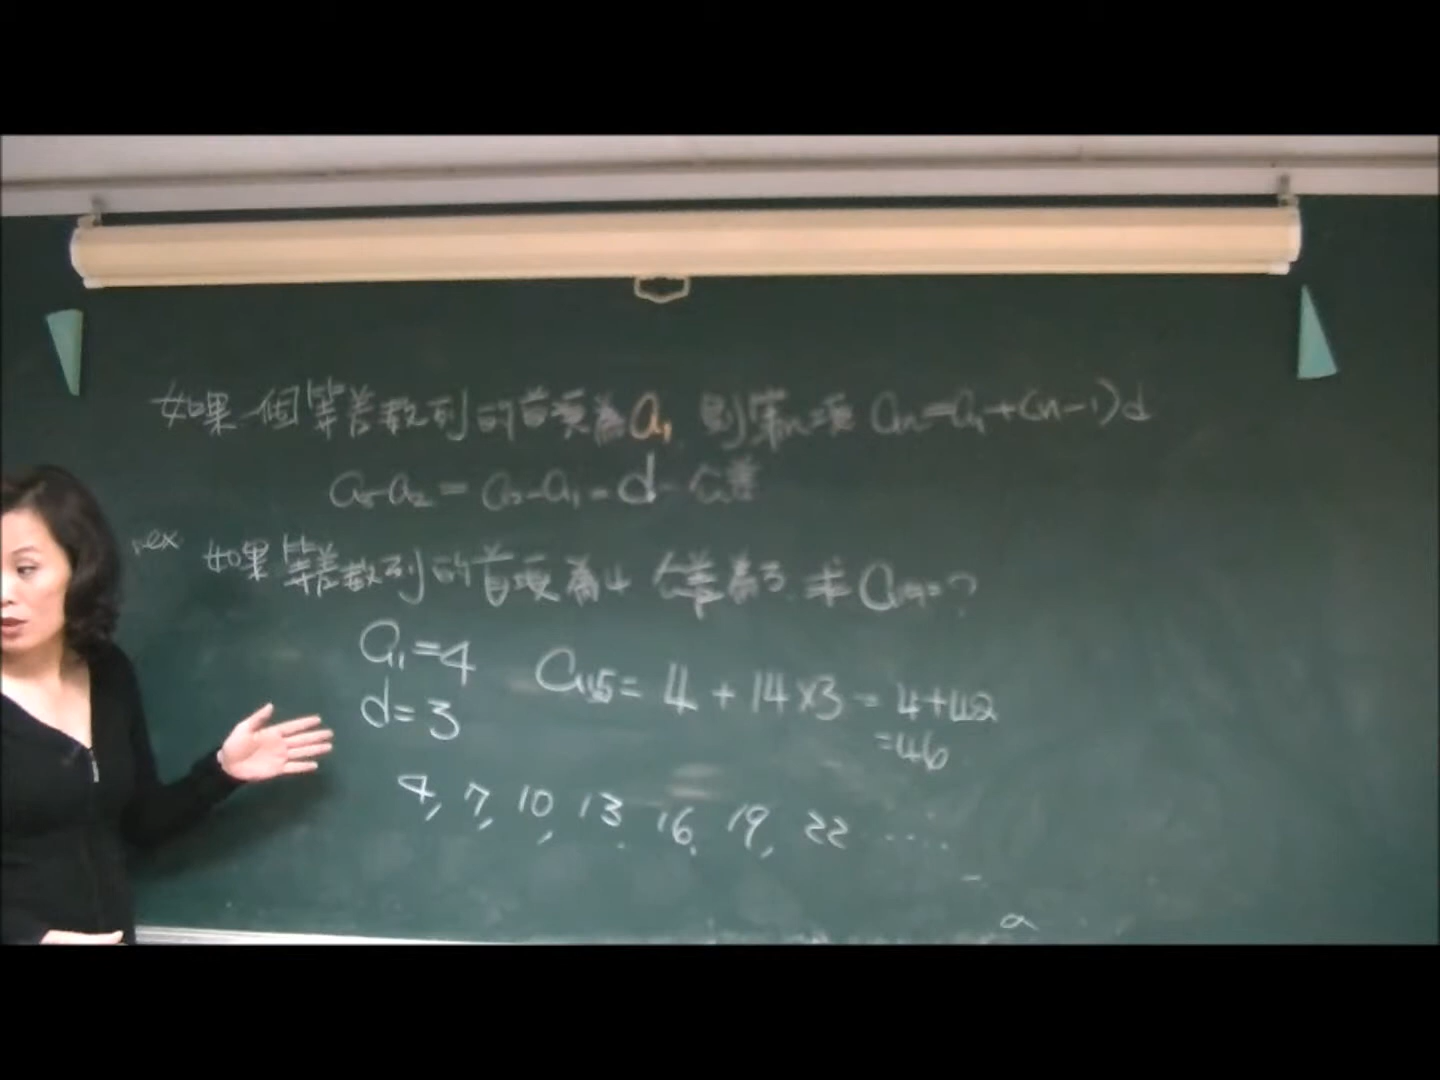 如果一個等差數列的首項為a₁ 則第n項 aₙ=a₁+(n-1)d
a₃-a₂=a₂-a₁=d-公差
ex 如果等差數列的首項為4 公差為3. 求a₁₅=?
a₁=4 a₁₅=4+14×3=4+42
d=3 =46
4, 7, 10, 13, 16, 19, 22 ....
a